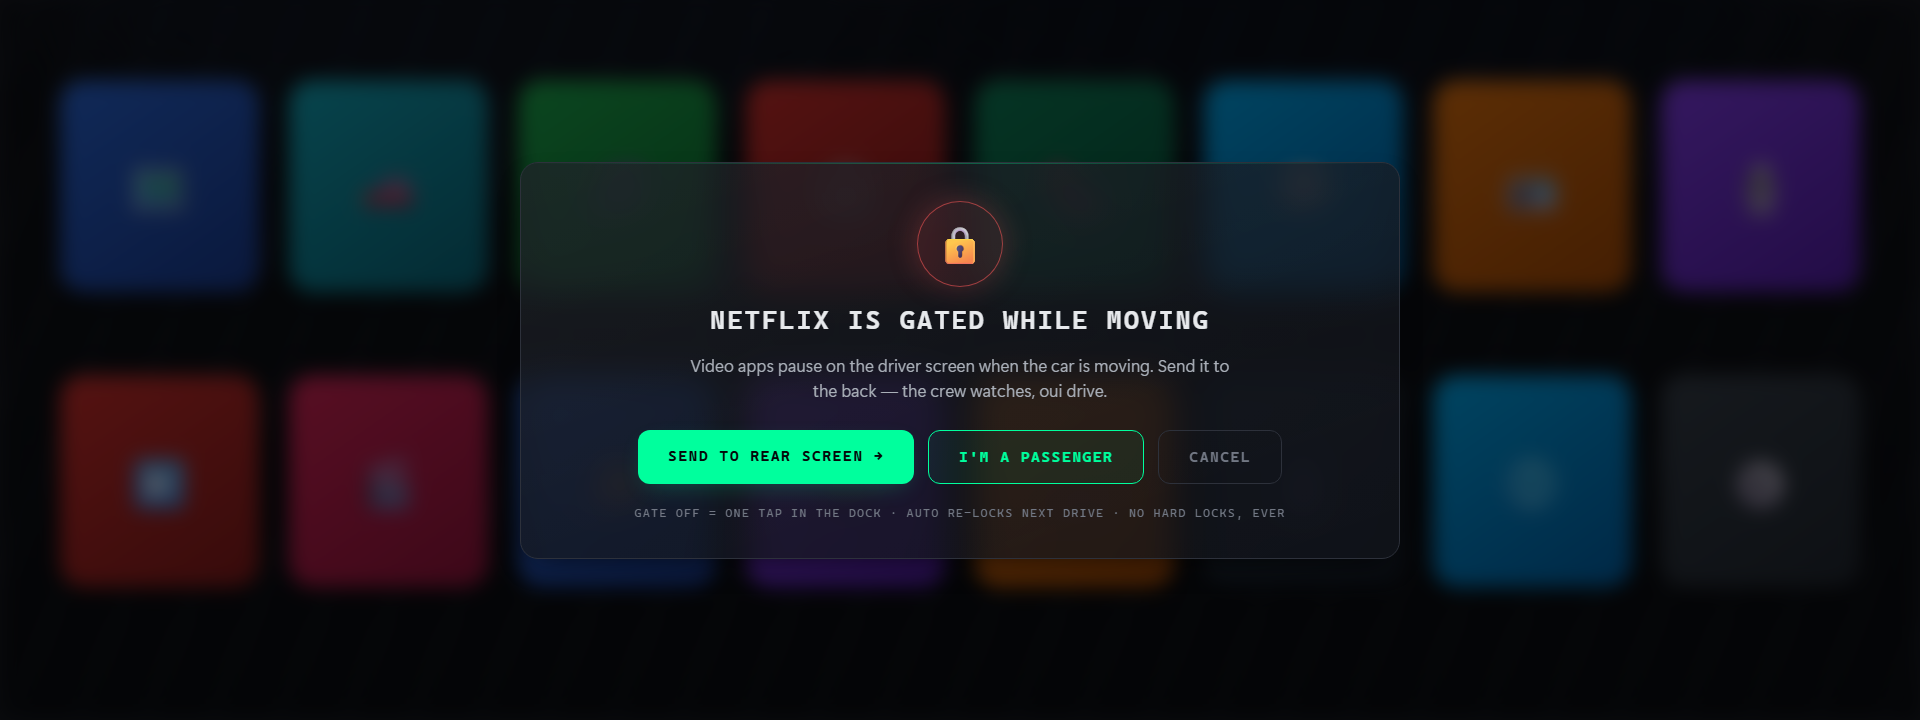 NETFLIX IS GATED WHILE MOVING
Video apps pause on the driver screen when the car is moving. Send it to
the back — the crew watches, oui drive.
SEND TO REAR SCREEN →
I'M A PASSENGER
CANCEL
GATE OFF = ONE TAP IN THE DOCK · AUTO RE-LOCKS NEXT DRIVE · NO HARD LOCKS, EVER